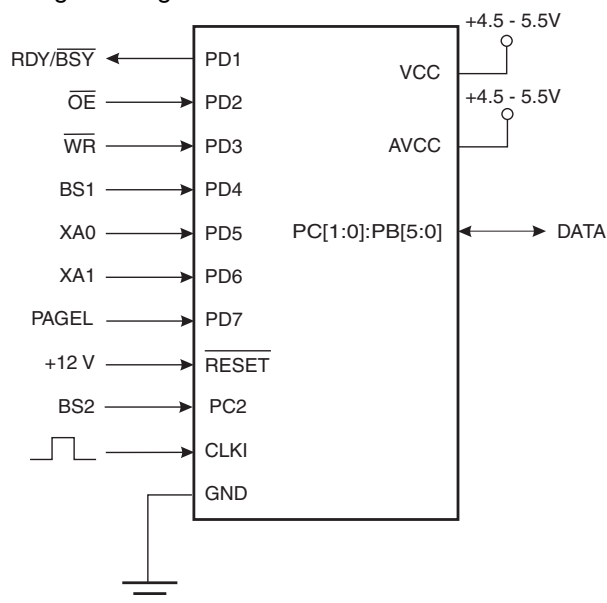 +4.5 - 5.5V
RDY/BSY PD1
VCC
OE PD2
+4.5 - 5.5V
WR PD3
AVCC
BS1 PD4
XA0 PD5 PC[1:0]:PB[5:0] DATA
XA1 PD6
PAGEL PD7
+12 V RESET
BS2 PC2
CLKI
GND